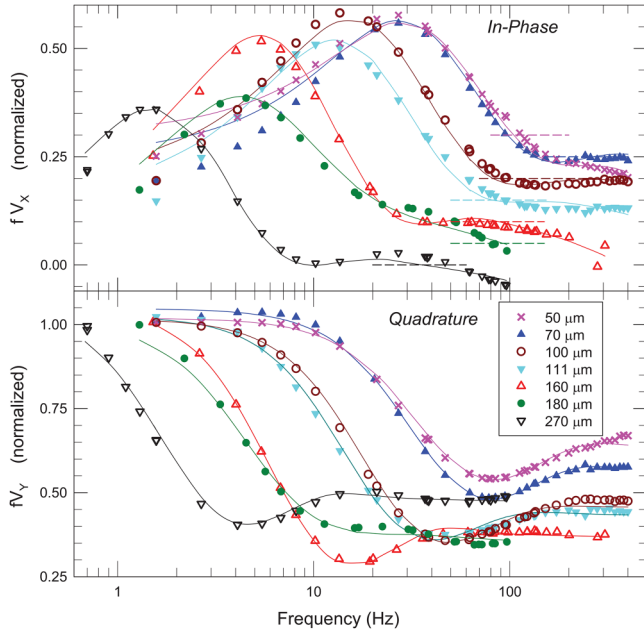 In-Phase
0.50
0.25
0.00
f V_X (normalized)
Quadrature
1.00
0.75
0.50
0.25
fV_Y (normalized)
50 μm
70 μm
100 μm
111 μm
160 μm
180 μm
270 μm
1 10 100
Frequency (Hz)